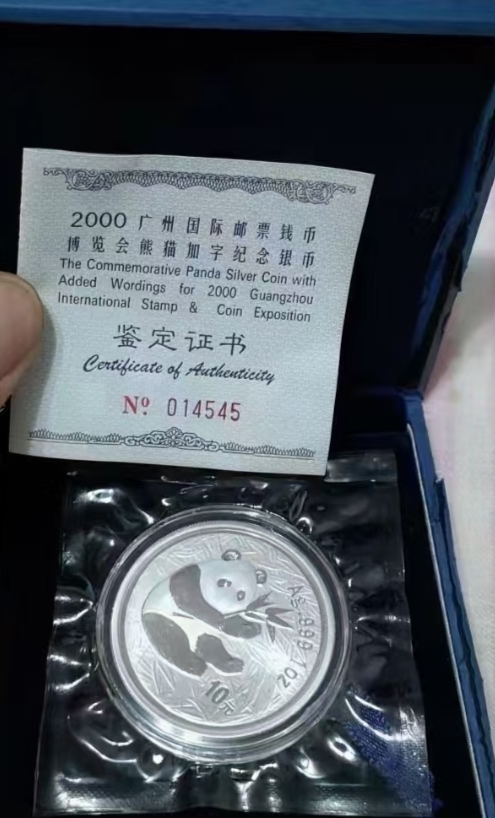 2000 广州国际邮票钱币
博览会熊猫加字纪念银币
The Commemorative Panda Silver Coin with
Added Wordings for 2000 Guangzhou
International Stamp & Coin Exposition
鉴定证书
Certificate of Authenticity
Nº 014545
Ag .999 1 OZ
10元